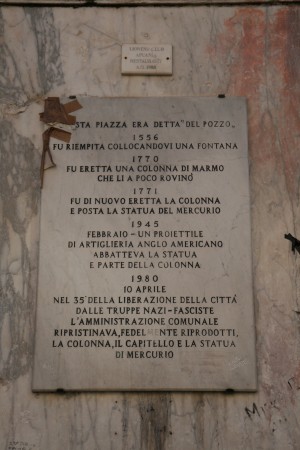 STA PIAZZA ERA DETTA "DEL POZZO„
1556
FU RIEMPITA COLLOCANDOVI UNA FONTANA
1770
FU ERETTA UNA COLONNA DI MARMO
CHE LI A POCO ROVINÒ
1771
FU DI NUOVO ERETTA LA COLONNA
E POSTA LA STATUA DEL MERCURIO
1945
FEBBRAIO - UN PROIETTILE
DI ARTIGLIERIA ANGLO AMERICANO
ABBATTEVA LA STATUA
E PARTE DELLA COLONNA
1980
10 APRILE
NEL 35° DELLA LIBERAZIONE DELLA CITTÁ
DALLE TRUPPE NAZI-FASCISTE
L'AMMINISTRAZIONE COMUNALE
RIPRISTINAVA, FEDELMENTE RIPRODOTTI,
LA COLONNA, IL CAPITELLO E LA STATUA
DI MERCURIO